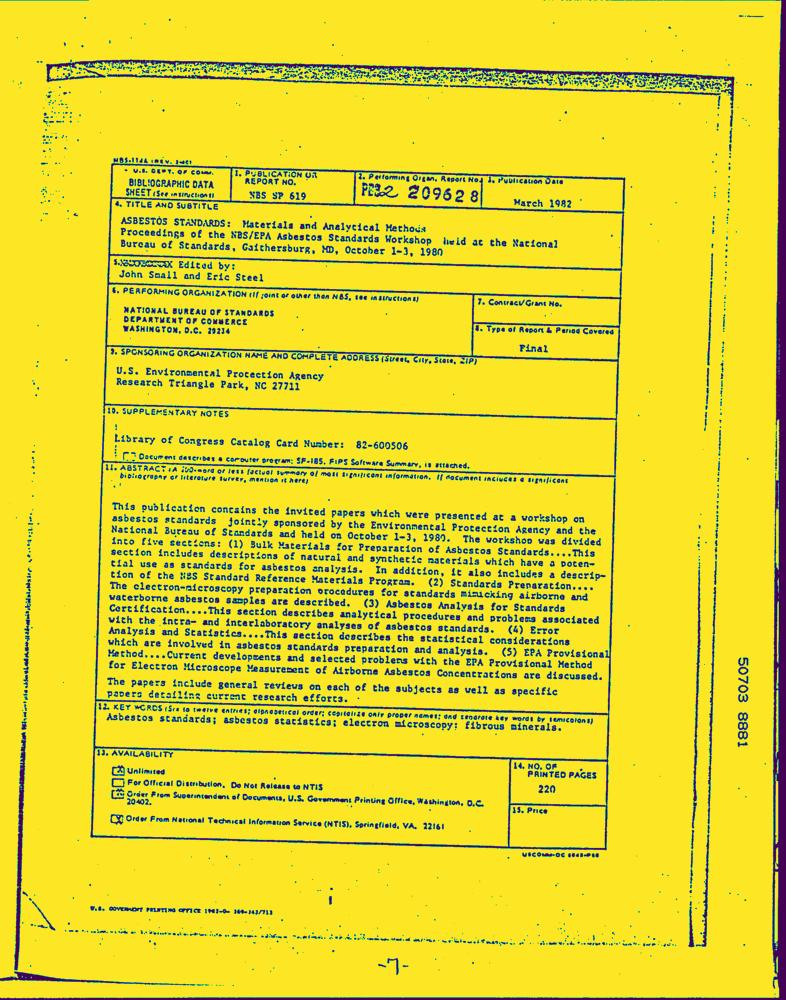 NBS-114A (REV. 2-8C)
U.S. DEPT. OF COMM.
BIBLIOGRAPHIC DATA
SHEET (See instructions)
1. PUBLICATION OR
REPORT NO.
NBS SP 619
2. Performing Organ. Report No.
PB82 209628
3. Publication Date
March 1982
4. TITLE AND SUBTITLE
ASBESTOS STANDARDS: Materials and Analytical Methods
Proceedings of the NBS/EPA Asbestos Standards Workshop held at the National
Bureau of Standards, Gaithersburg, MD, October 1-3, 1980
5. Edited by:
John Small and Eric Steel
6. PERFORMING ORGANIZATION (If joint or other than NBS, see instructions)
NATIONAL BUREAU OF STANDARDS
DEPARTMENT OF COMMERCE
WASHINGTON, D.C. 20234
7. Contract/Grant No.
8. Type of Report & Period Covered
Final
9. SPONSORING ORGANIZATION NAME AND COMPLETE ADDRESS (Street, City, State, ZIP)
U.S. Environmental Protection Agency
Research Triangle Park, NC 27711
10. SUPPLEMENTARY NOTES
Library of Congress Catalog Card Number: 82-600506
Document describes a computer program; SF-185, FIPS Software Summary, is attached.
11. ABSTRACT (A 200-word or less factual summary of most significant information. If document includes a significant
bibliography or literature survey, mention it here)
This publication contains the invited papers which were presented at a workshop on
asbestos standards jointly sponsored by the Environmental Protection Agency and the
National Bureau of Standards and held on October 1-3, 1980. The workshop was divided
into five sections: (1) Bulk Materials for Preparation of Asbestos Standards....This
section includes descriptions of natural and synthetic materials which have a poten-
tial use as standards for asbestos analysis. In addition, it also includes a descrip-
tion of the NBS Standard Reference Materials Program. (2) Standards Preparation....
The electron-microscopy preparation procedures for standards mimicking airborne and
waterborne asbestos samples are described. (3) Asbestos Analysis for Standards
Certification....This section describes analytical procedures and problems associated
with the intra- and interlaboratory analyses of asbestos standards. (4) Error
Analysis and Statistics....This section describes the statistical considerations
which are involved in asbestos standards preparation and analysis. (5) EPA Provisional
Method....Current developments and selected problems with the EPA Provisional Method
for Electron Microscope Measurement of Airborne Asbestos Concentrations are discussed.
The papers include general reviews on each of the subjects as well as specific
papers detailing current research efforts.
12. KEY WORDS (Six to twelve entries; alphabetical order; capitalize only proper names; and separate key words by semicolons)
Asbestos standards; asbestos statistics; electron microscopy; fibrous minerals.
13. AVAILABILITY
Unlimited
For Official Distribution. Do Not Release to NTIS
Order From Superintendent of Documents, U.S. Government Printing Office, Washington, D.C.
20402.
Order From National Technical Information Service (NTIS), Springfield, VA. 22161
14. NO. OF
PRINTED PAGES
220
15. Price
USCOMM-DC
U.S. GOVERNMENT PRINTING OFFICE
-7-
50703 8881